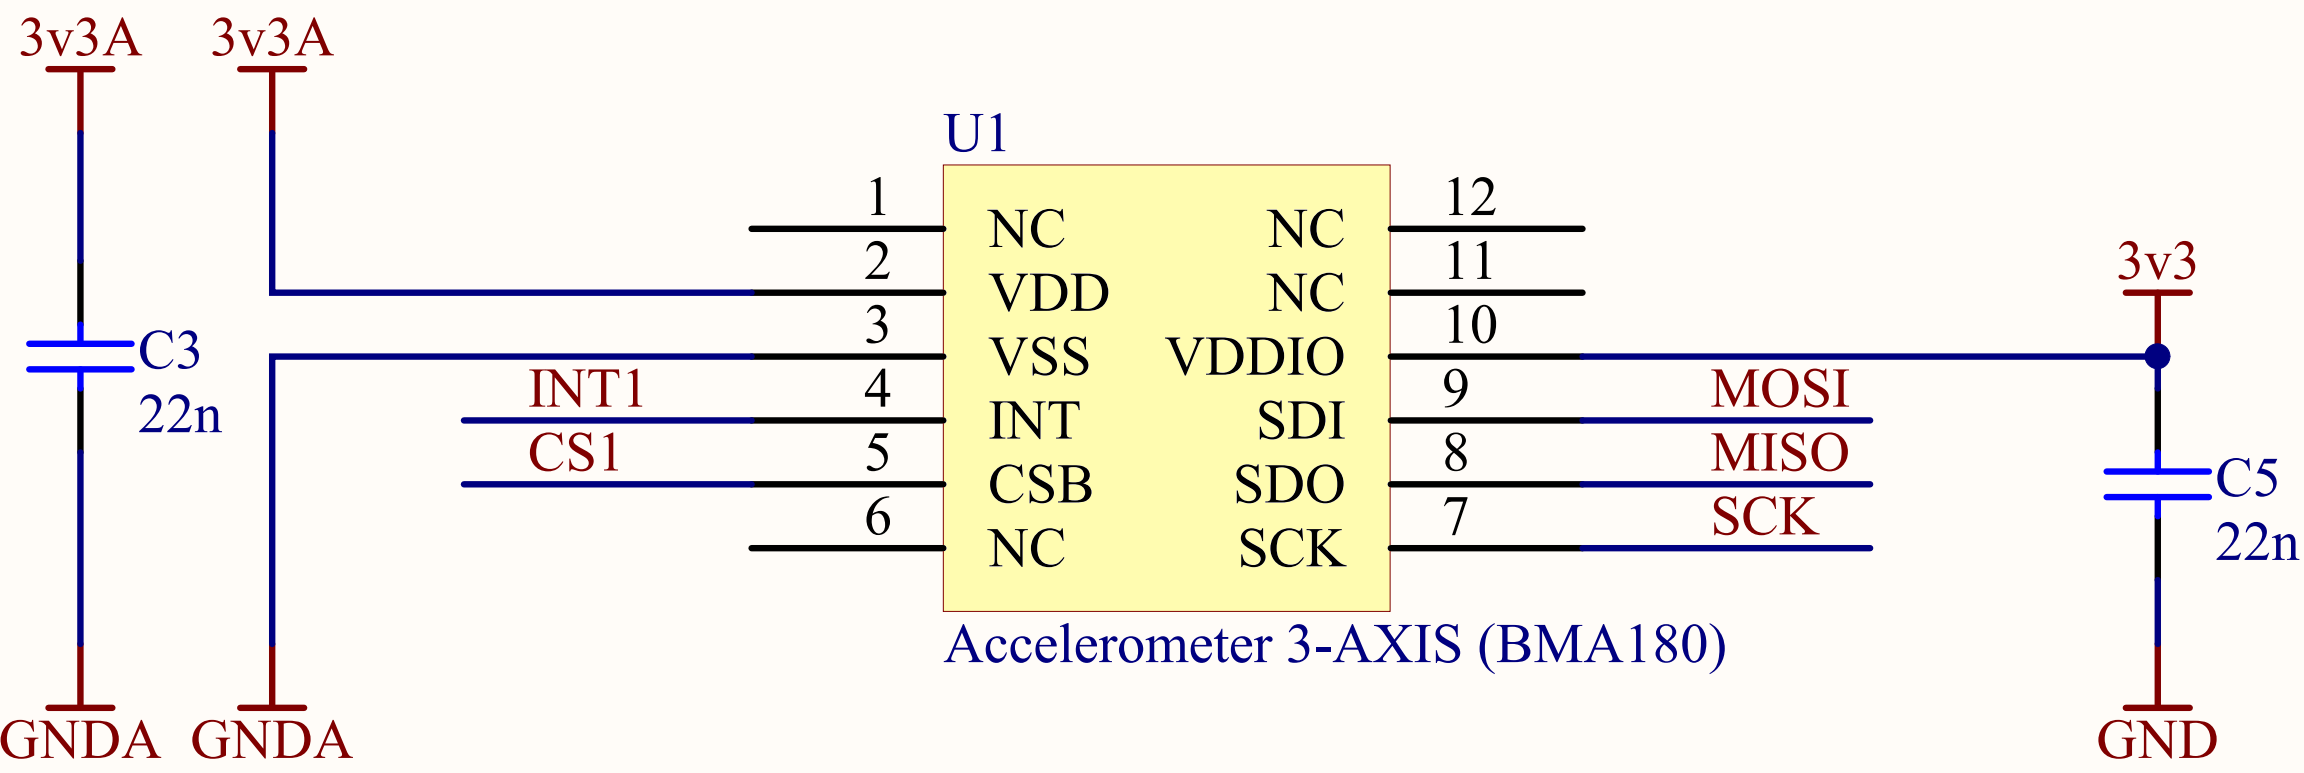 3v3A
3v3A
U1
1
12
NC
NC
2
11
VDD
NC
3v3
3
10
VSS
VDDIO
C3
22n
INT1
4
9
MOSI
INT
SDI
CS1
5
8
MISO
CSB
SDO
C5
22n
6
7
SCK
NC
SCK
Accelerometer 3-AXIS (BMA180)
GNDA
GNDA
GND